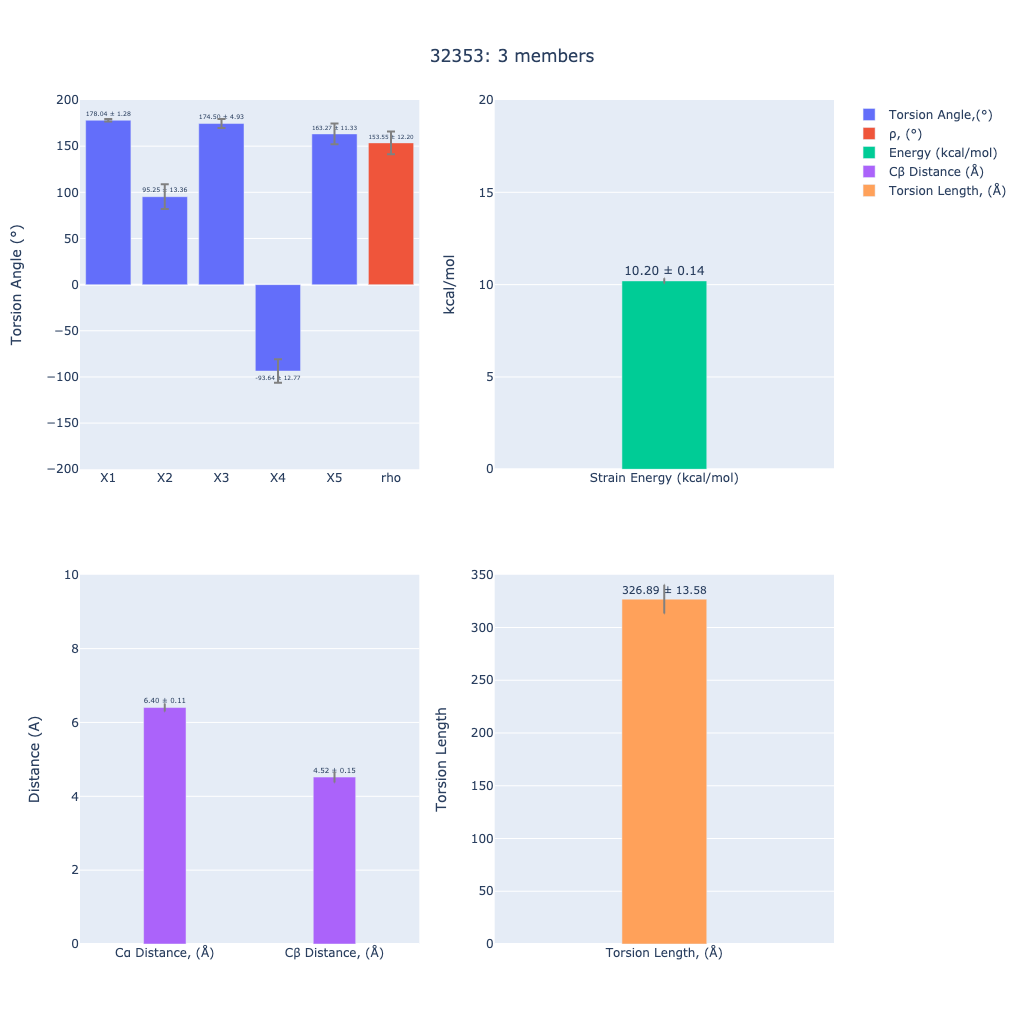 32353: 3 members
Torsion Angle (°)
200
150
100
50
0
−50
−100
−150
−200
178.04 ± 1.28
95.25 ± 13.36
174.50 ± 4.93
-93.64 ± 12.77
163.27 ± 11.33
153.55 ± 12.20
X1 X2 X3 X4 X5 rho
kcal/mol
20
15
10
5
0
10.20 ± 0.14
Strain Energy (kcal/mol)
Torsion Angle,(°)
ρ, (°)
Energy (kcal/mol)
Cβ Distance (Å)
Torsion Length, (Å)
Distance (A)
10
8
6
4
2
0
6.40 ± 0.11
4.52 ± 0.15
Cα Distance, (Å) Cβ Distance, (Å)
Torsion Length
350
300
250
200
150
100
50
0
326.89 ± 13.58
Torsion Length, (Å)